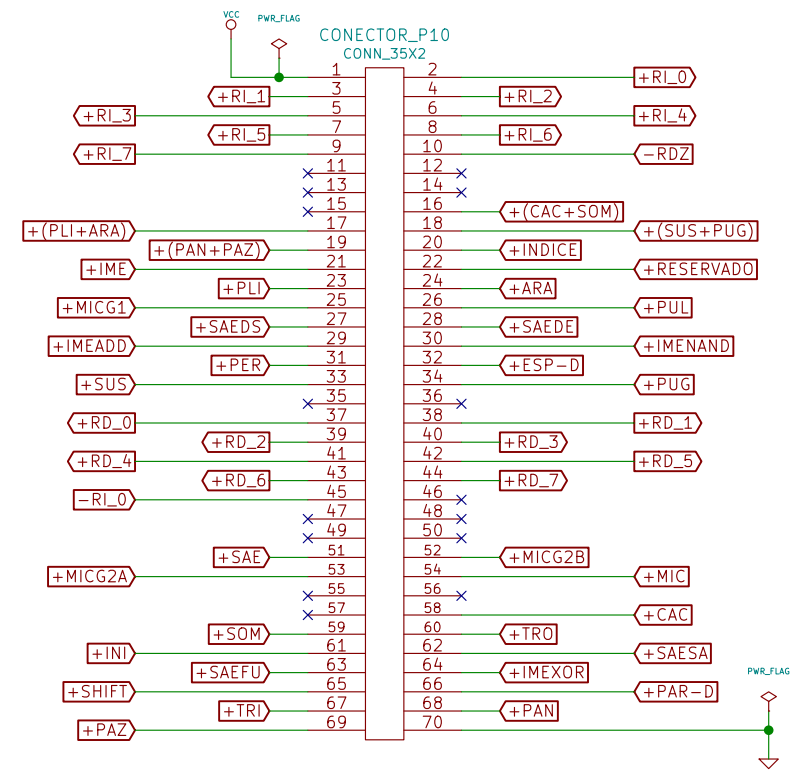 VCC PWR_FLAG
CONECTOR_P10
CONN_35X2
1 2 +RI_0
+RI_1 3 4 +RI_2
+RI_3 5 6 +RI_4
+RI_5 7 8 +RI_6
+RI_7 9 10 -RDZ
11 12
13 14
15 16 +(CAC+SOM)
+(PLI+ARA) 17 18 +(SUS+PUG)
+(PAN+PAZ) 19 20 +INDICE
+IME 21 22 +RESERVADO
+PLI 23 24 +ARA
+MICG1 25 26 +PUL
+SAEDS 27 28 +SAEDE
+IMEADD 29 30 +IMENAND
+PER 31 32 +ESP-D
+SUS 33 34 +PUG
35 36
+RD_0 37 38 +RD_1
+RD_2 39 40 +RD_3
+RD_4 41 42 +RD_5
+RD_6 43 44 +RD_7
-RI_0 45 46
47 48
49 50
+SAE 51 52 +MICG2B
+MICG2A 53 54 +MIC
55 56
57 58 +CAC
+SOM 59 60 +TRO
+INI 61 62 +SAESA
+SAEFU 63 64 +IMEXOR
PWR_FLAG
+SHIFT 65 66 +PAR-D
+TRI 67 68 +PAN
+PAZ 69 70